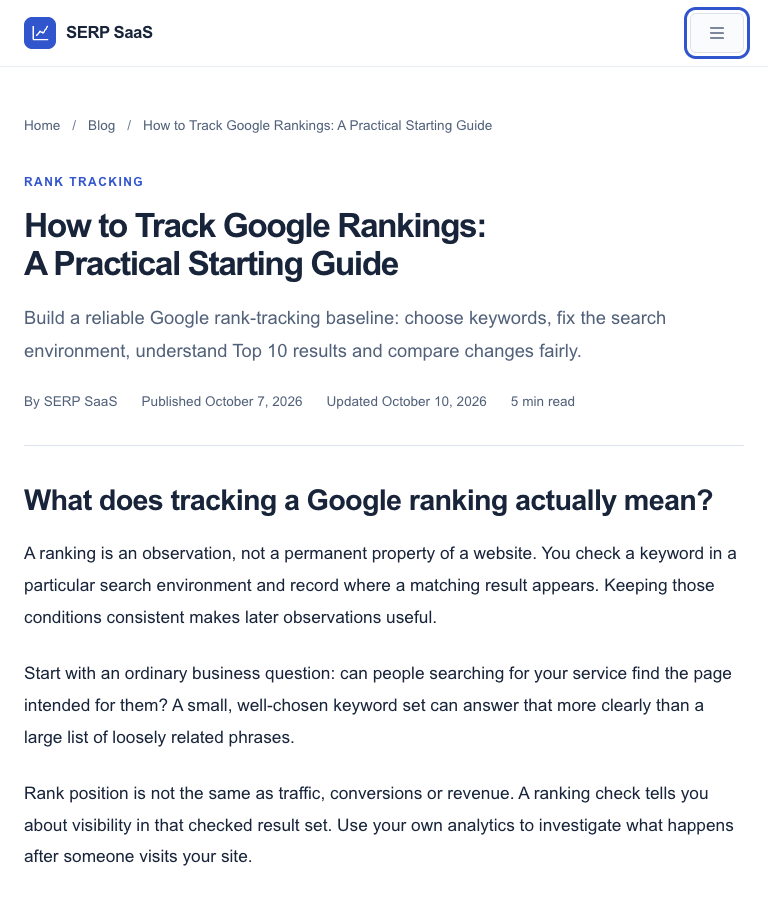 SERP SaaS
Home / Blog / How to Track Google Rankings: A Practical Starting Guide
RANK TRACKING
How to Track Google Rankings:
A Practical Starting Guide
Build a reliable Google rank-tracking baseline: choose keywords, fix the search
environment, understand Top 10 results and compare changes fairly.
By SERP SaaS Published October 7, 2026 Updated October 10, 2026 5 min read
What does tracking a Google ranking actually mean?
A ranking is an observation, not a permanent property of a website. You check a keyword in a
particular search environment and record where a matching result appears. Keeping those
conditions consistent makes later observations useful.
Start with an ordinary business question: can people searching for your service find the page
intended for them? A small, well-chosen keyword set can answer that more clearly than a
large list of loosely related phrases.
Rank position is not the same as traffic, conversions or revenue. A ranking check tells you
about visibility in that checked result set. Use your own analytics to investigate what happens
after someone visits your site.